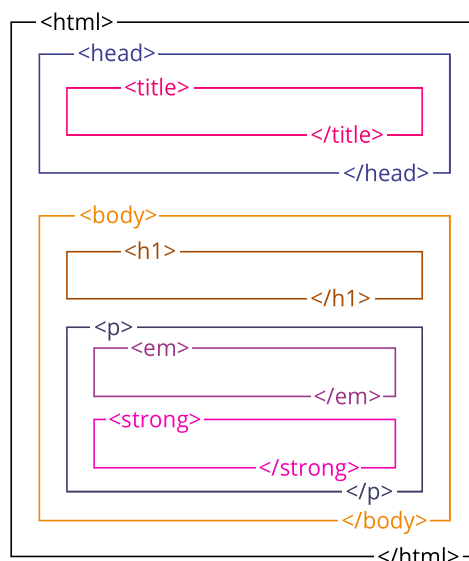 <html>
<head>
<title>
</title>
</head>
<body>
<h1>
</h1>
<p>
<em>
</em>
<strong>
</strong>
</p>
</body>
</html>